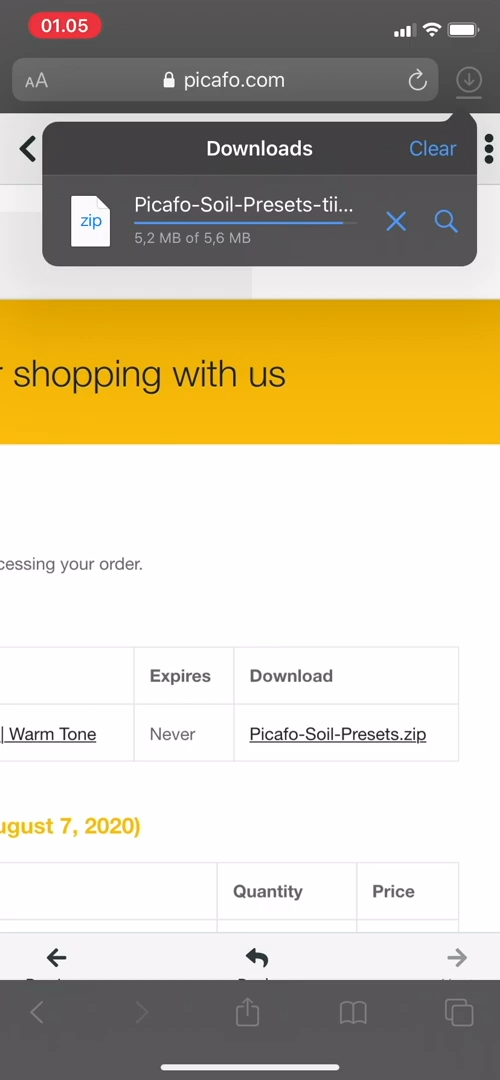 01.05
AA picafo.com
Downloads Clear
zip Picafo-Soil-Presets-tii...
5,2 MB of 5,6 MB
shopping with us
cessing your order.
Expires Download
| Warm Tone Never Picafo-Soil-Presets.zip
ugust 7, 2020)
Quantity Price